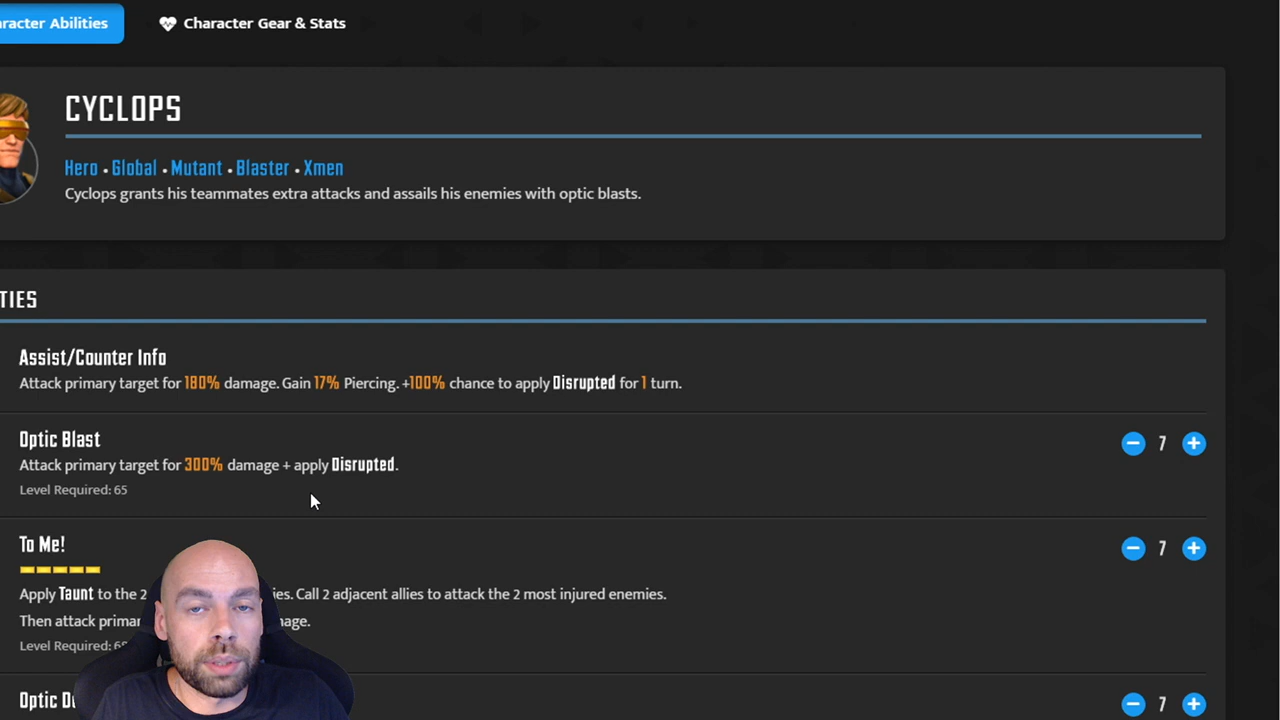 Character Gear & Stats
Abilities
CYCLOPS
Hero • Global • Mutant • Blaster • Xmen
Cyclops grants his teammates extra attacks and assails his enemies with optic blasts.
TIES
Assist/Counter Info
Attack primary target for 180% damage. Gain 17% Piercing. +100% chance to apply Disrupted for 1 turn.
Optic Blast
7
Attack primary target for 300% damage + apply Disrupted.
Level Required: 65
To Me!
7
Apply Taunt to the 2 ies. Call 2 adjacent allies to attack the 2 most injured enemies.
Then attack
Level Required:
Optic
7